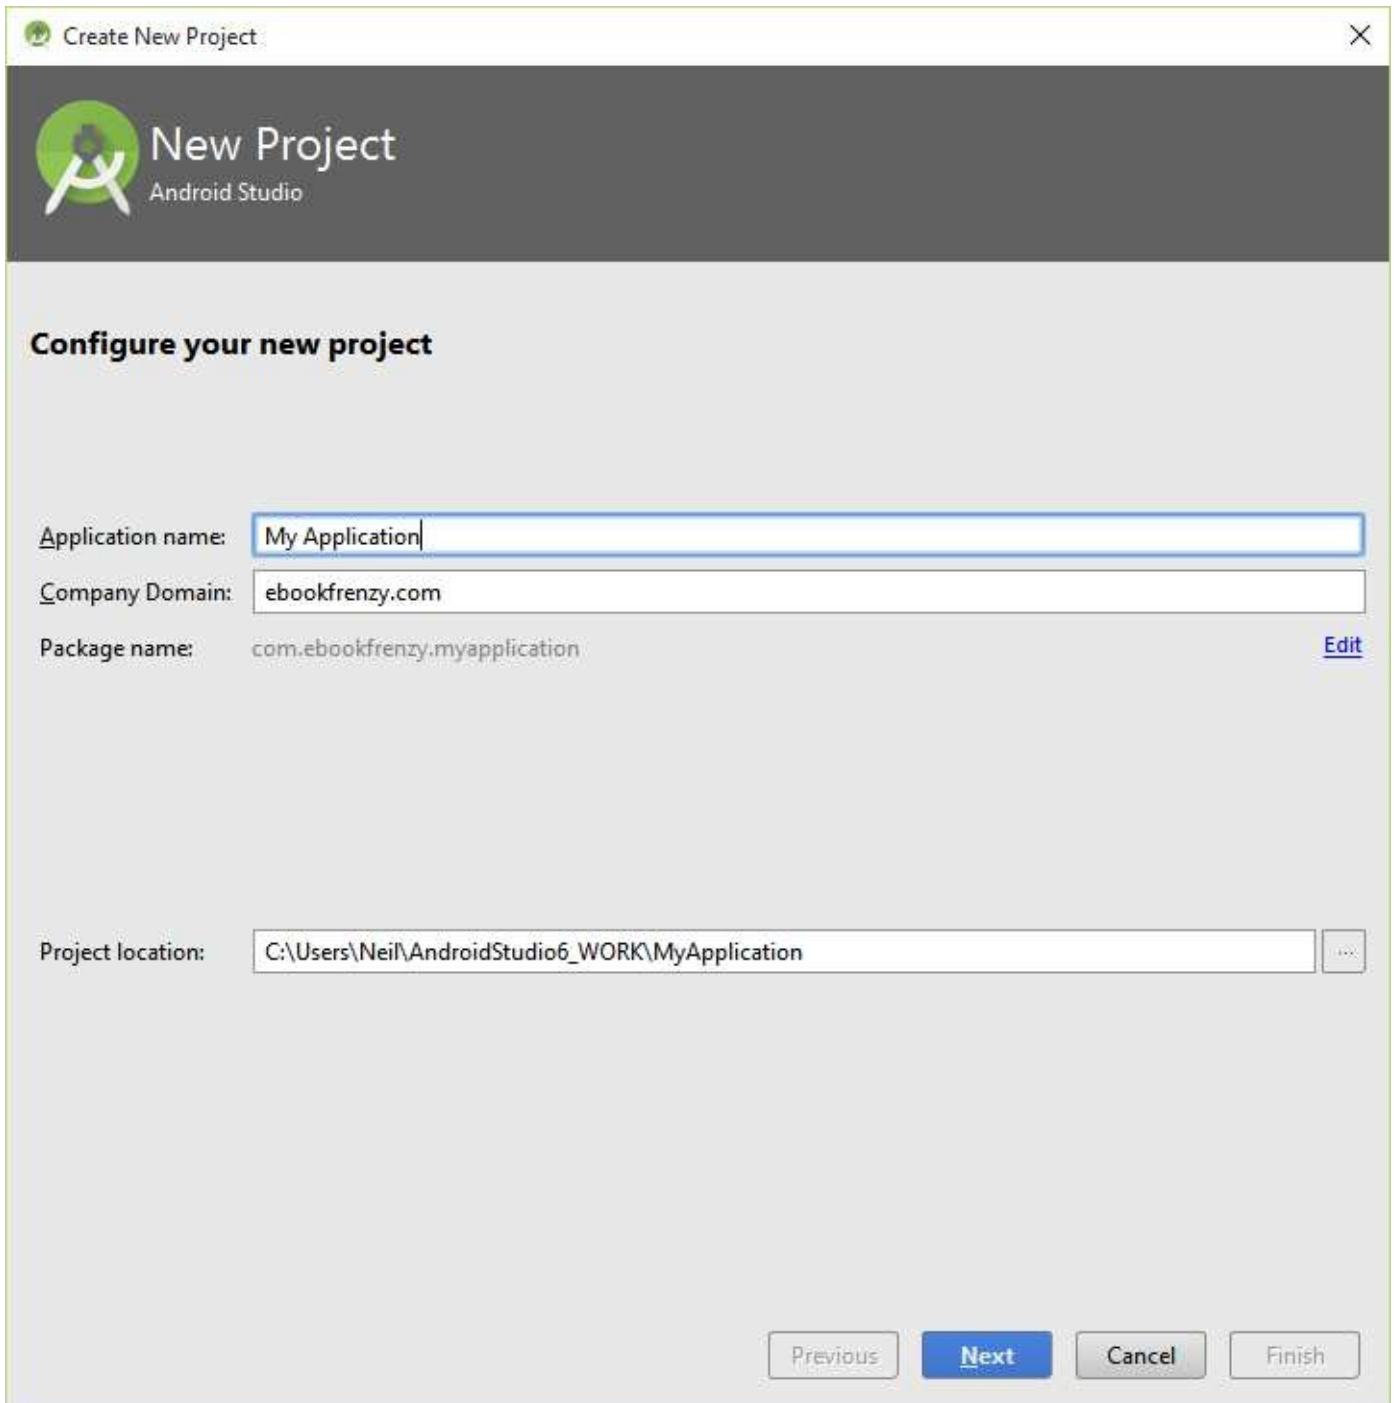 Create New Project
New Project
Android Studio
Configure your new project
Application name: My Application
Company Domain: ebookfrenzy.com
Package name: com.ebookfrenzy.myapplication Edit
Project location: C:\Users\Neil\AndroidStudio6_WORK\MyApplication ...
Previous Next Cancel Finish